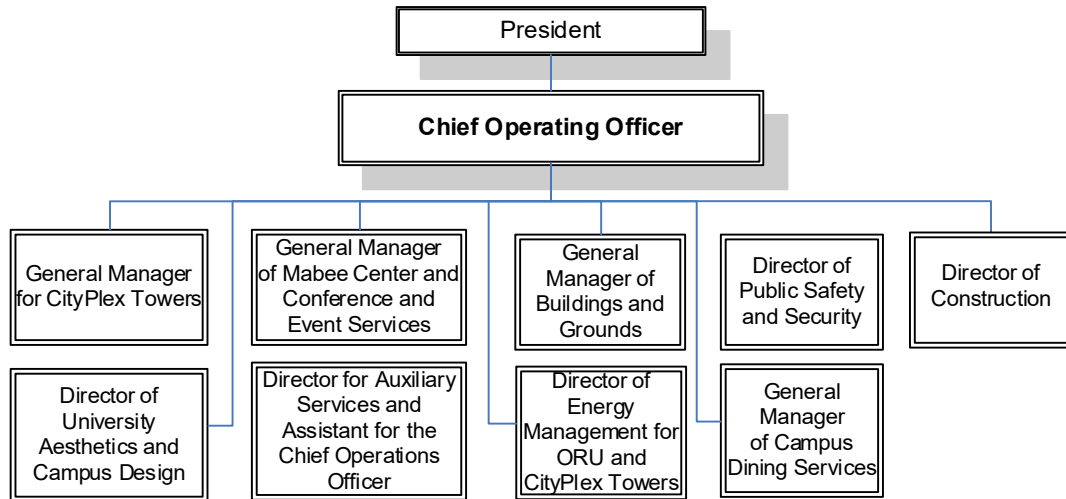 President
Chief Operating Officer
General Manager
for CityPlex Towers
General Manager
of Mabee Center and
Conference and
Event Services
General
Manager of
Buildings and
Grounds
Director of
Public Safety
and Security
Director of
Construction
Director of
University
Aesthetics and
Campus Design
Director for Auxiliary
Services and
Assistant for the
Chief Operations
Officer
Director of
Energy
Management for
ORU and
CityPlex Towers
General
Manager
of Campus
Dining Services